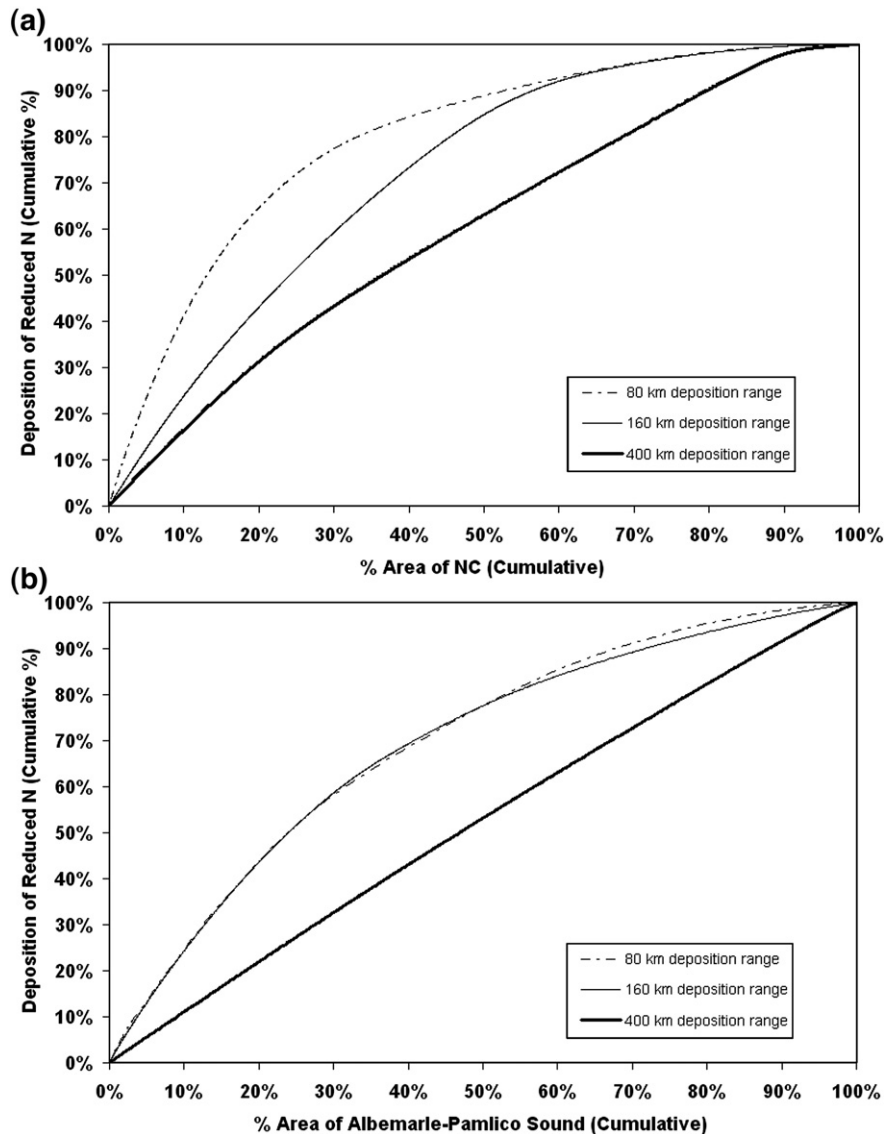 (a)
100%
90%
80%
70%
60%
50%
40%
30%
20%
10%
0%
Deposition of Reduced N (Cumulative %)
80 km deposition range
160 km deposition range
400 km deposition range
0% 10% 20% 30% 40% 50% 60% 70% 80% 90% 100%
% Area of NC (Cumulative)
(b)
100%
90%
80%
70%
60%
50%
40%
30%
20%
10%
0%
Deposition of Reduced N (Cumulative %)
80 km deposition range
160 km deposition range
400 km deposition range
0% 10% 20% 30% 40% 50% 60% 70% 80% 90% 100%
% Area of Albemarle-Pamlico Sound (Cumulative)